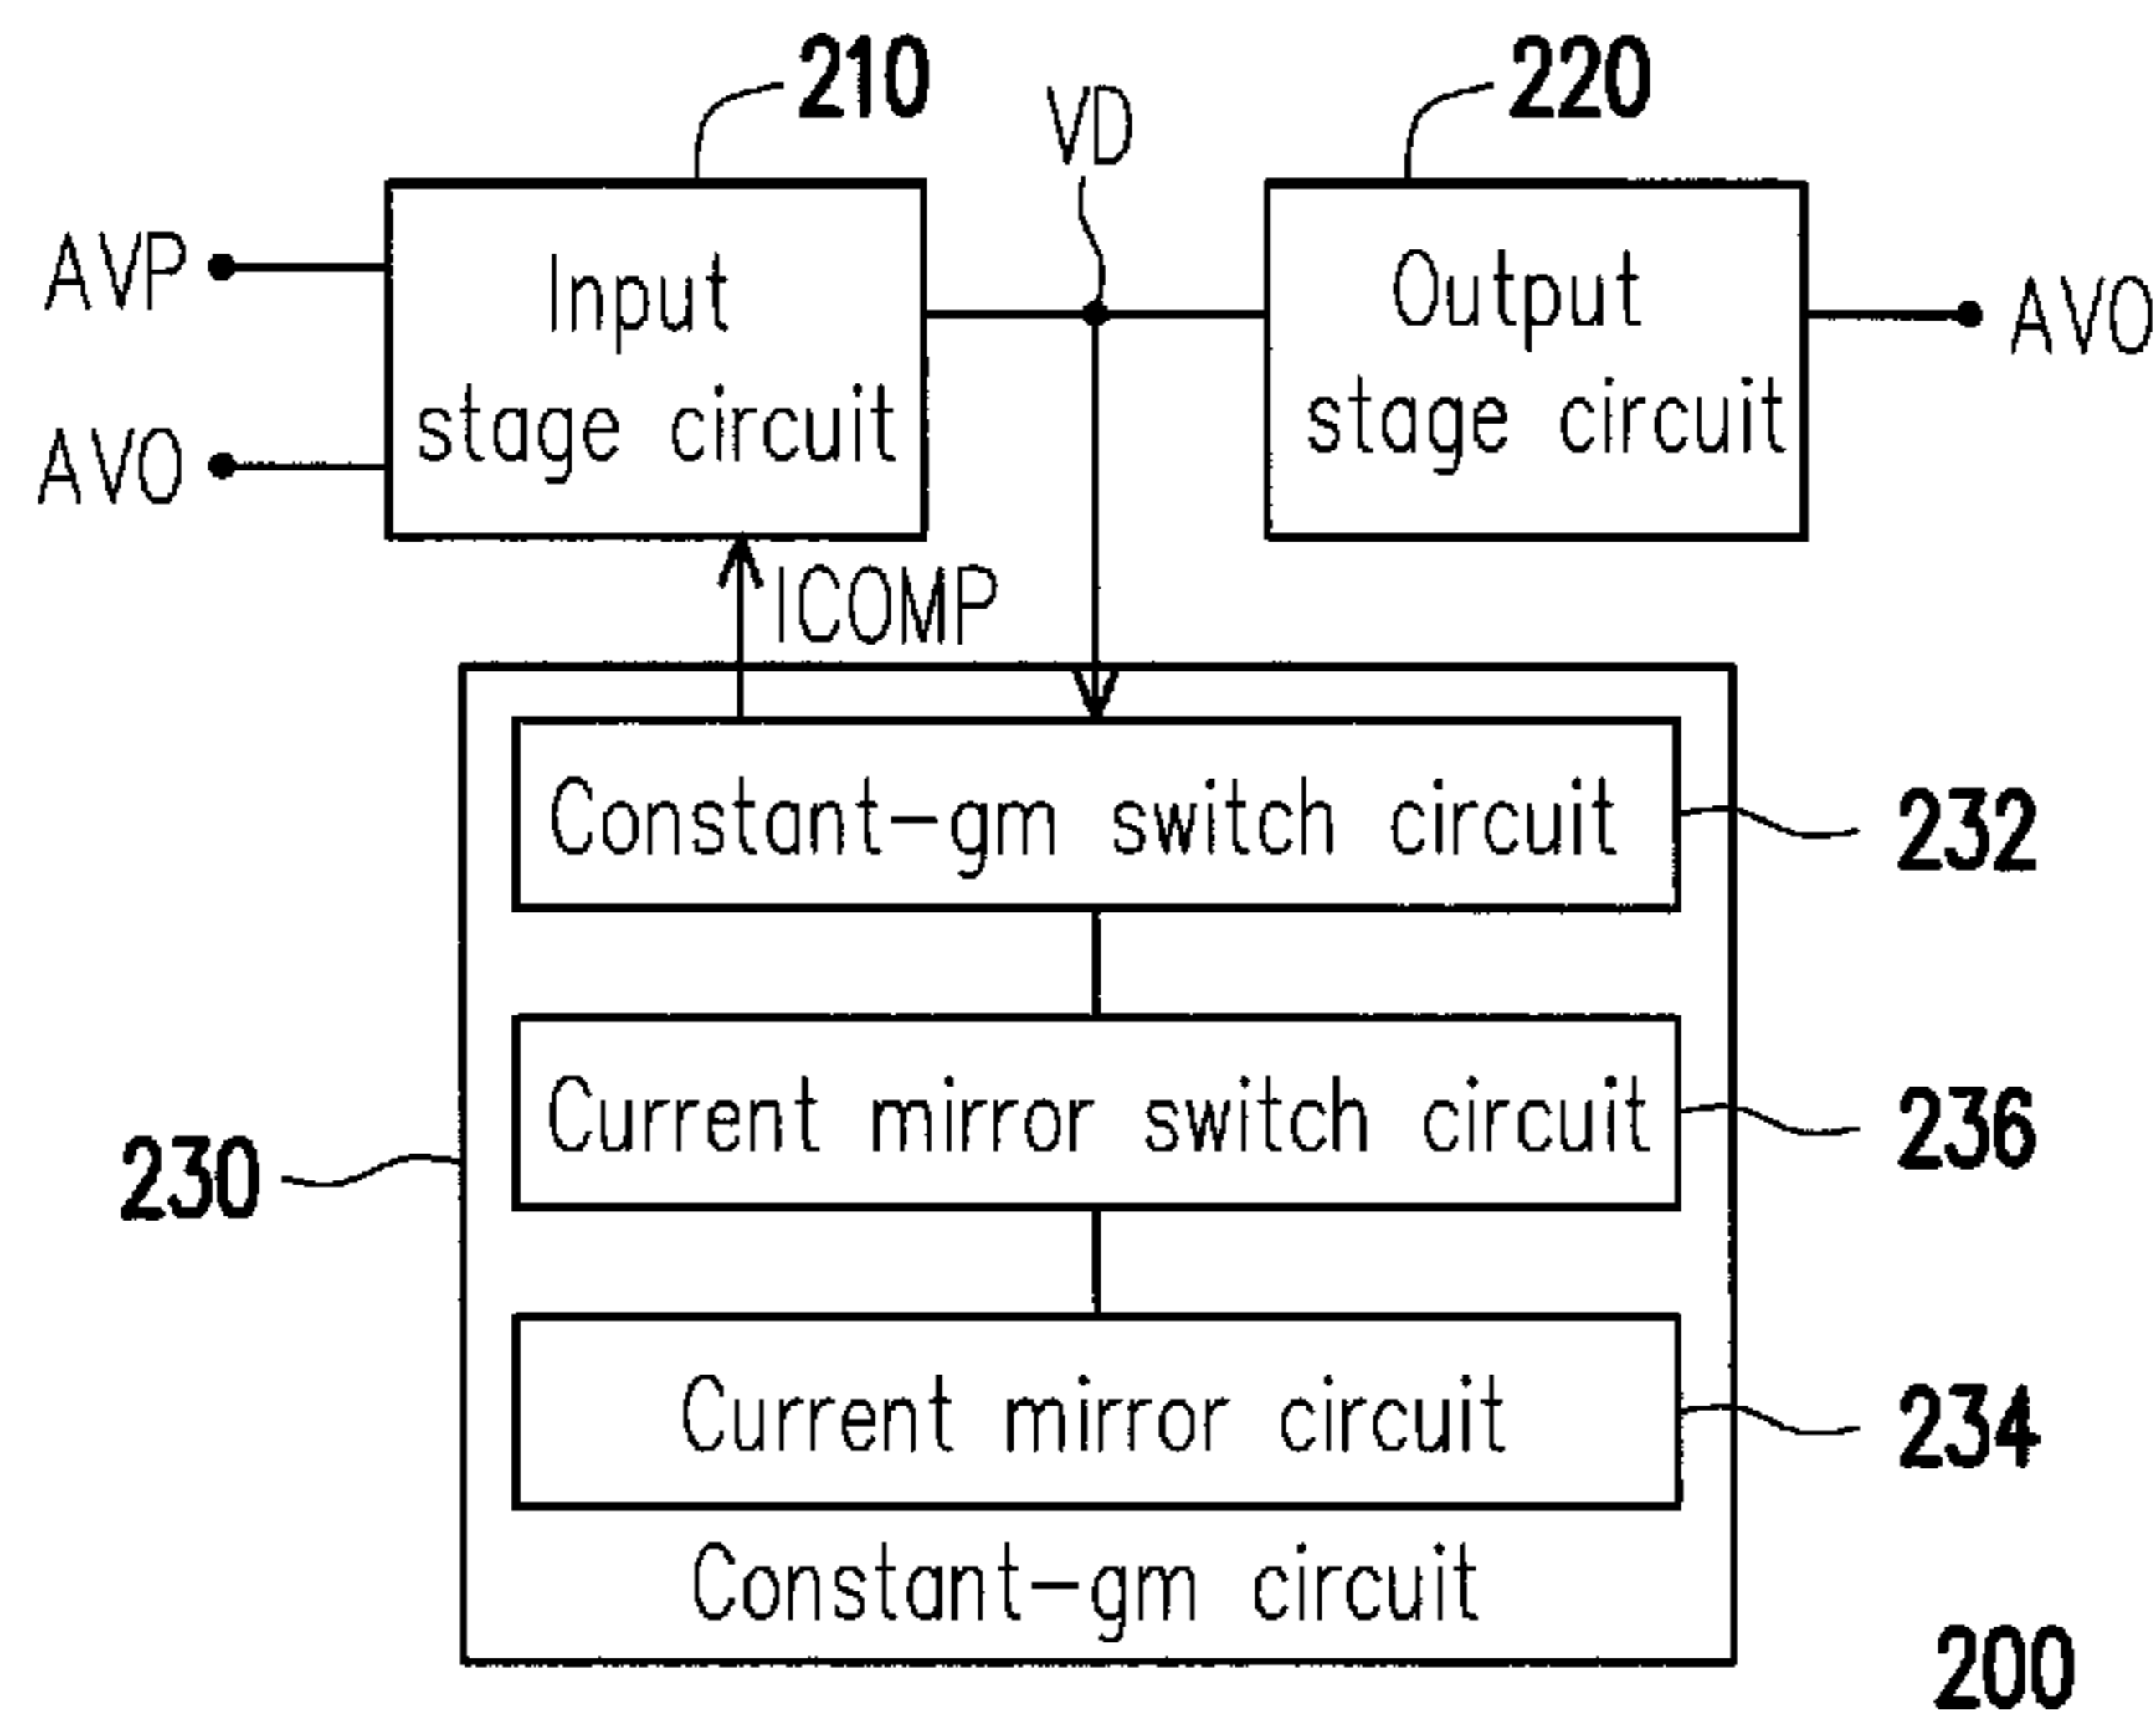 210
220
VD
AVP
Input
stage circuit
Output
stage circuit
AVO
AVO
ICOMP
Constant-gm switch circuit
232
Current mirror switch circuit
236
230
Current mirror circuit
234
Constant-gm circuit
200